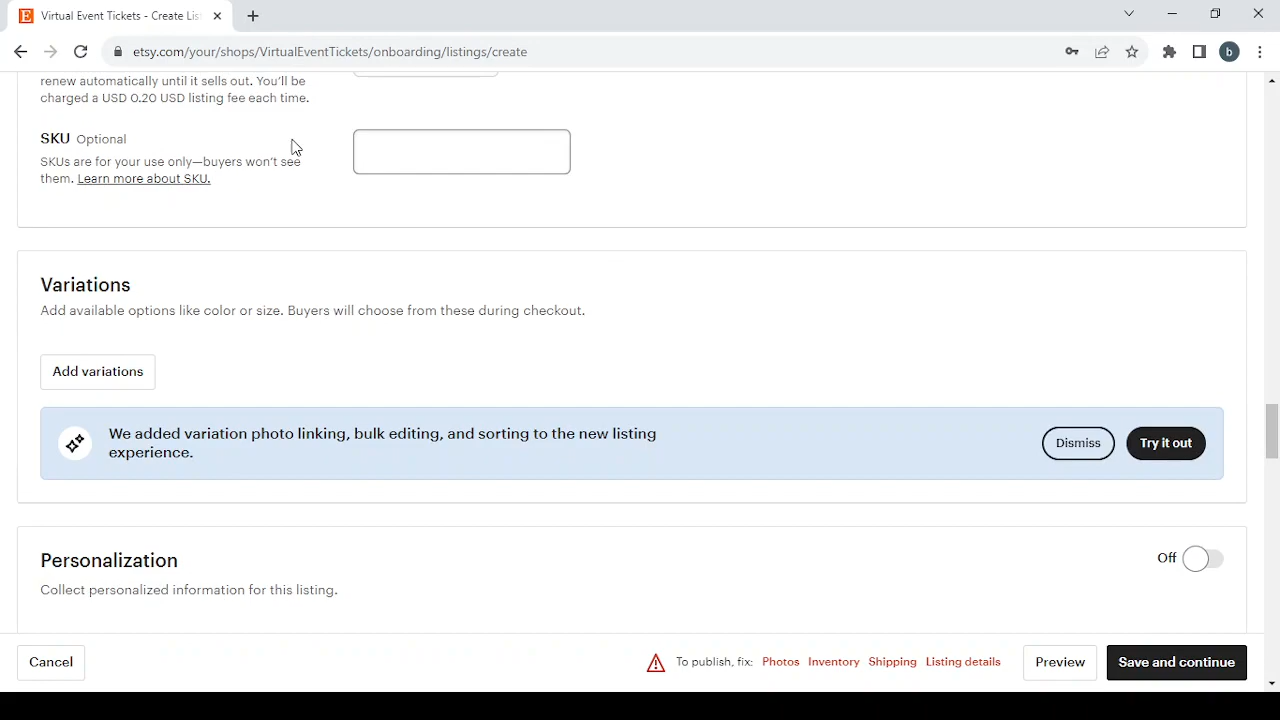 Virtual Event Tickets - Create Lis
etsy.com/your/shops/VirtualEventTickets/onboarding/listings/create
b
renew automatically until it sells out. You'll be
charged a USD 0.20 USD listing fee each time.
SKU Optional
SKUs are for your use only—buyers won't see
them. Learn more about SKU.
Variations
Add available options like color or size. Buyers will choose from these during checkout.
Add variations
We added variation photo linking, bulk editing, and sorting to the new listing
experience.
Dismiss
Try it out
Personalization
Off
Collect personalized information for this listing.
Cancel
To publish, fix: Photos Inventory Shipping Listing details
Preview
Save and continue